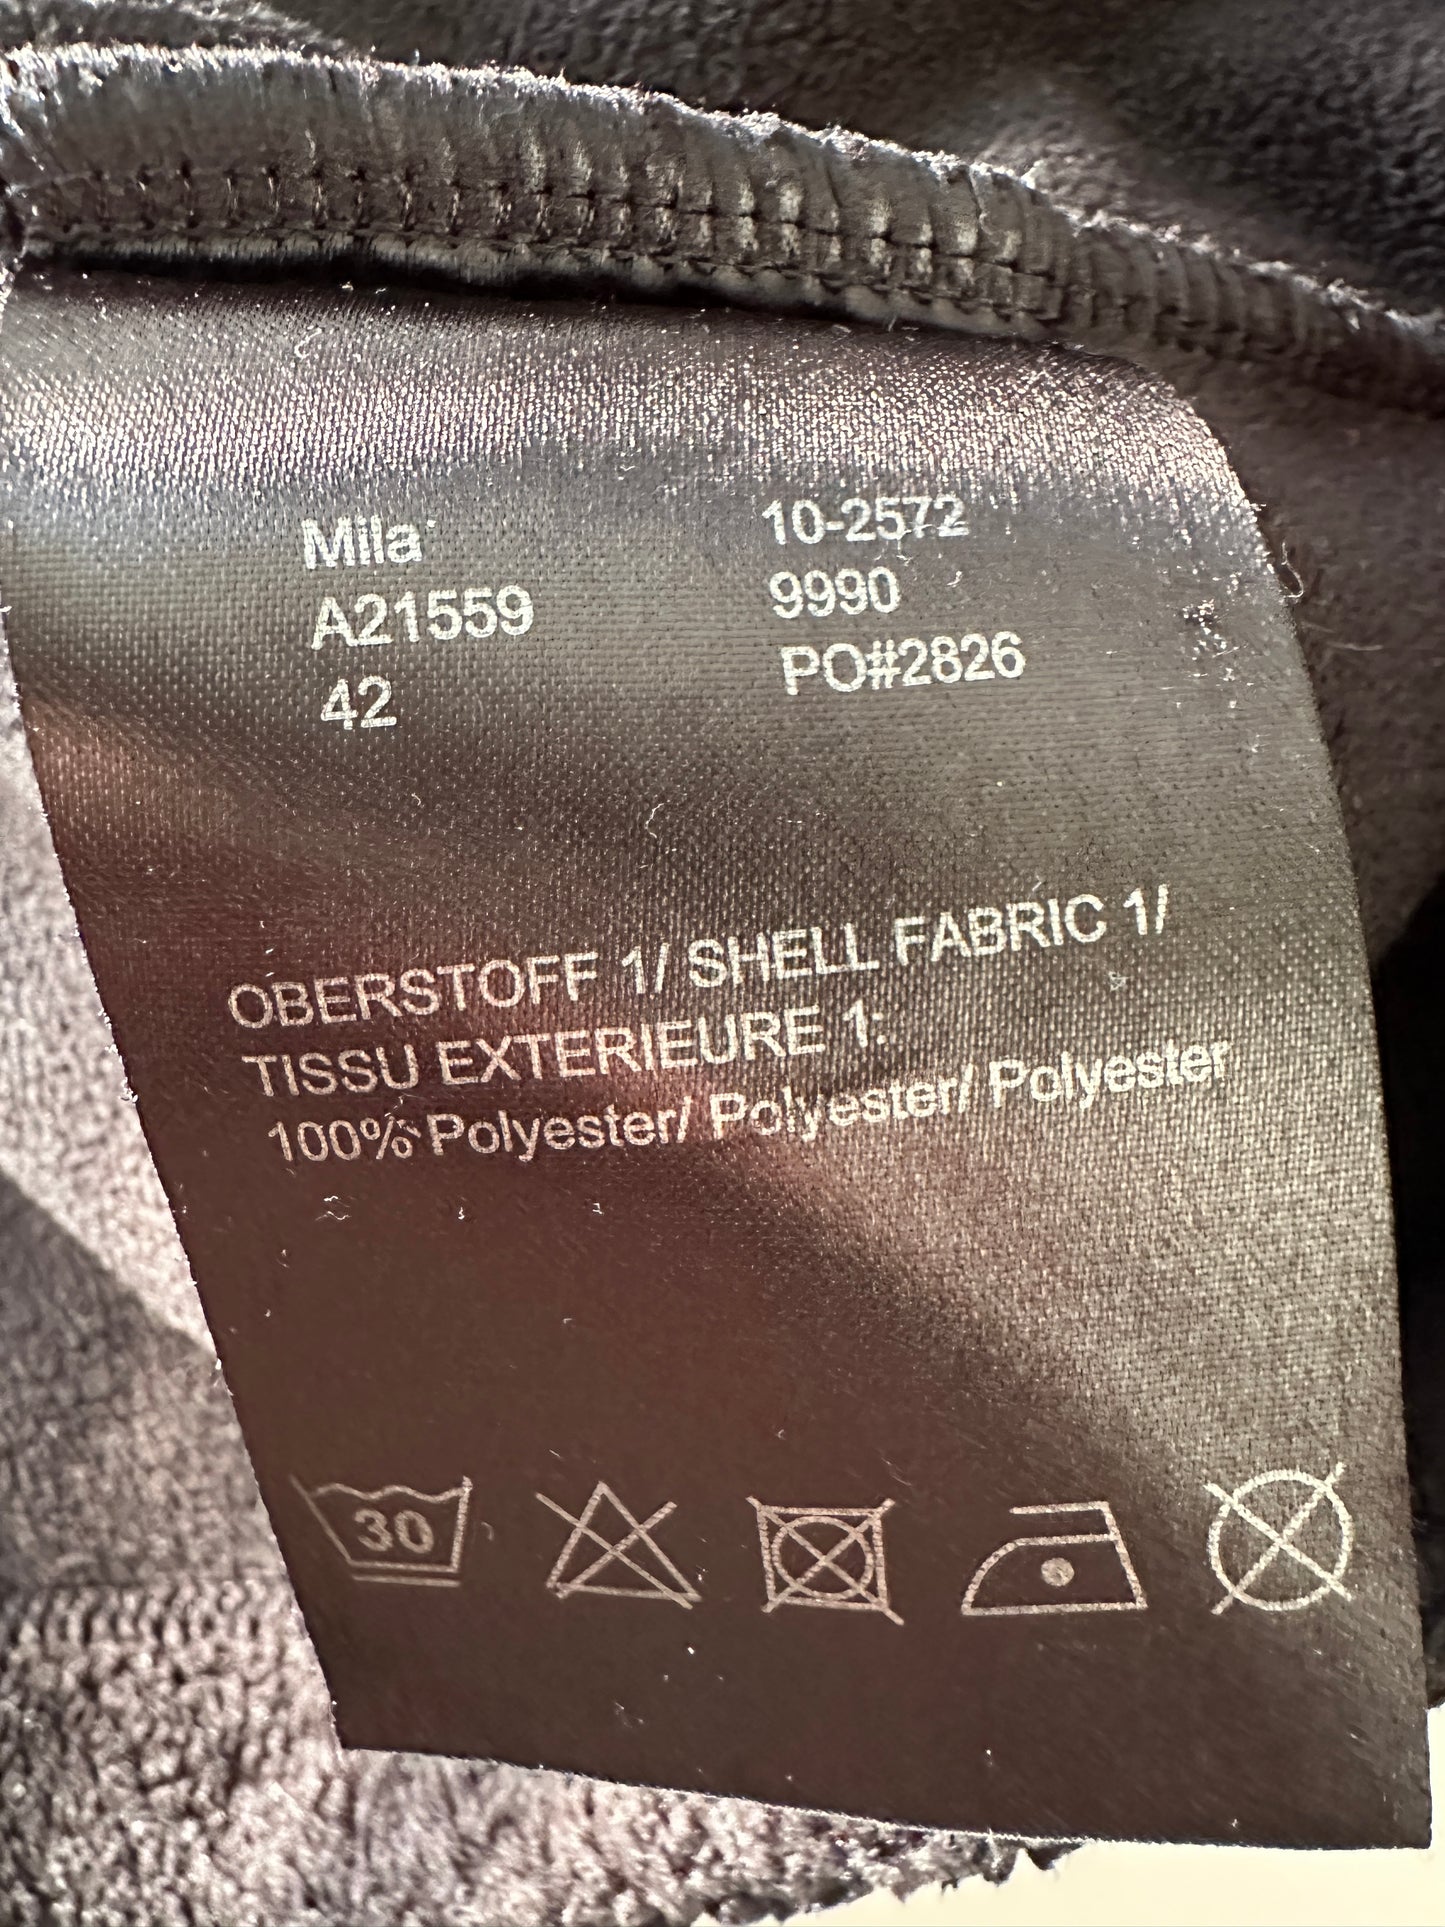 Mila
A21559
42
10-2572
9990
PO#2826
OBERSTOFF 1/ SHELL FABRIC 1/
TISSU EXTERIEURE 1:
100% Polyester/ Polyester/ Polyester
30